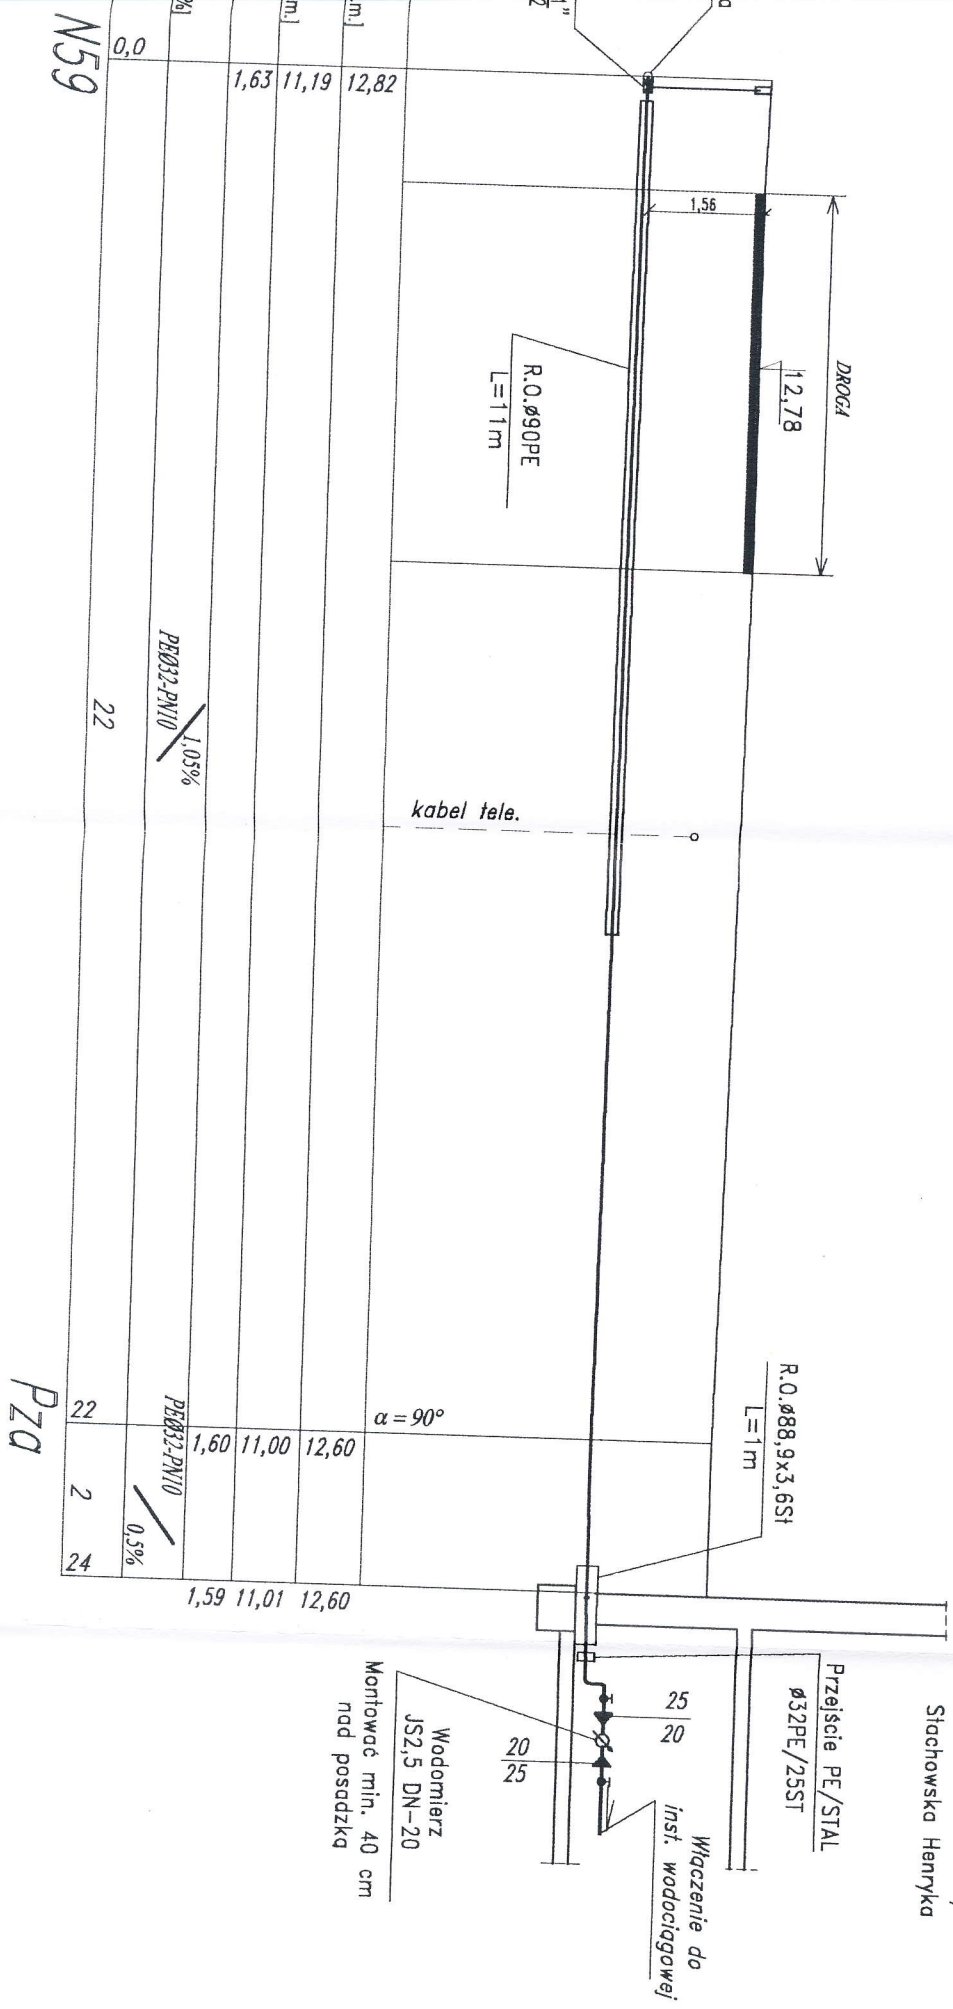 Stachowska Henryka
DROGA
12,78
1,56
R.O.ø90PE
L=11m
kabel tele.
R.O.ø88,9x3,6St
L=1m
Przejście PE/STAL
ø32PE/25ST
25
20
20
25
Włączenie do
inst. wodociągowej
Wodomierz
JS2,5 DN-20
Montować min. 40 cm
nad posadzką
α=90°
m.]
12,82
12,60
12,60
m.]
11,19
11,00
11,01
1,63
1,60
1,59
%]
PEØ32-PN10
1,05%
PEØ32-PN10
0,5%
0,0
22
22
2
24
N59
Pza